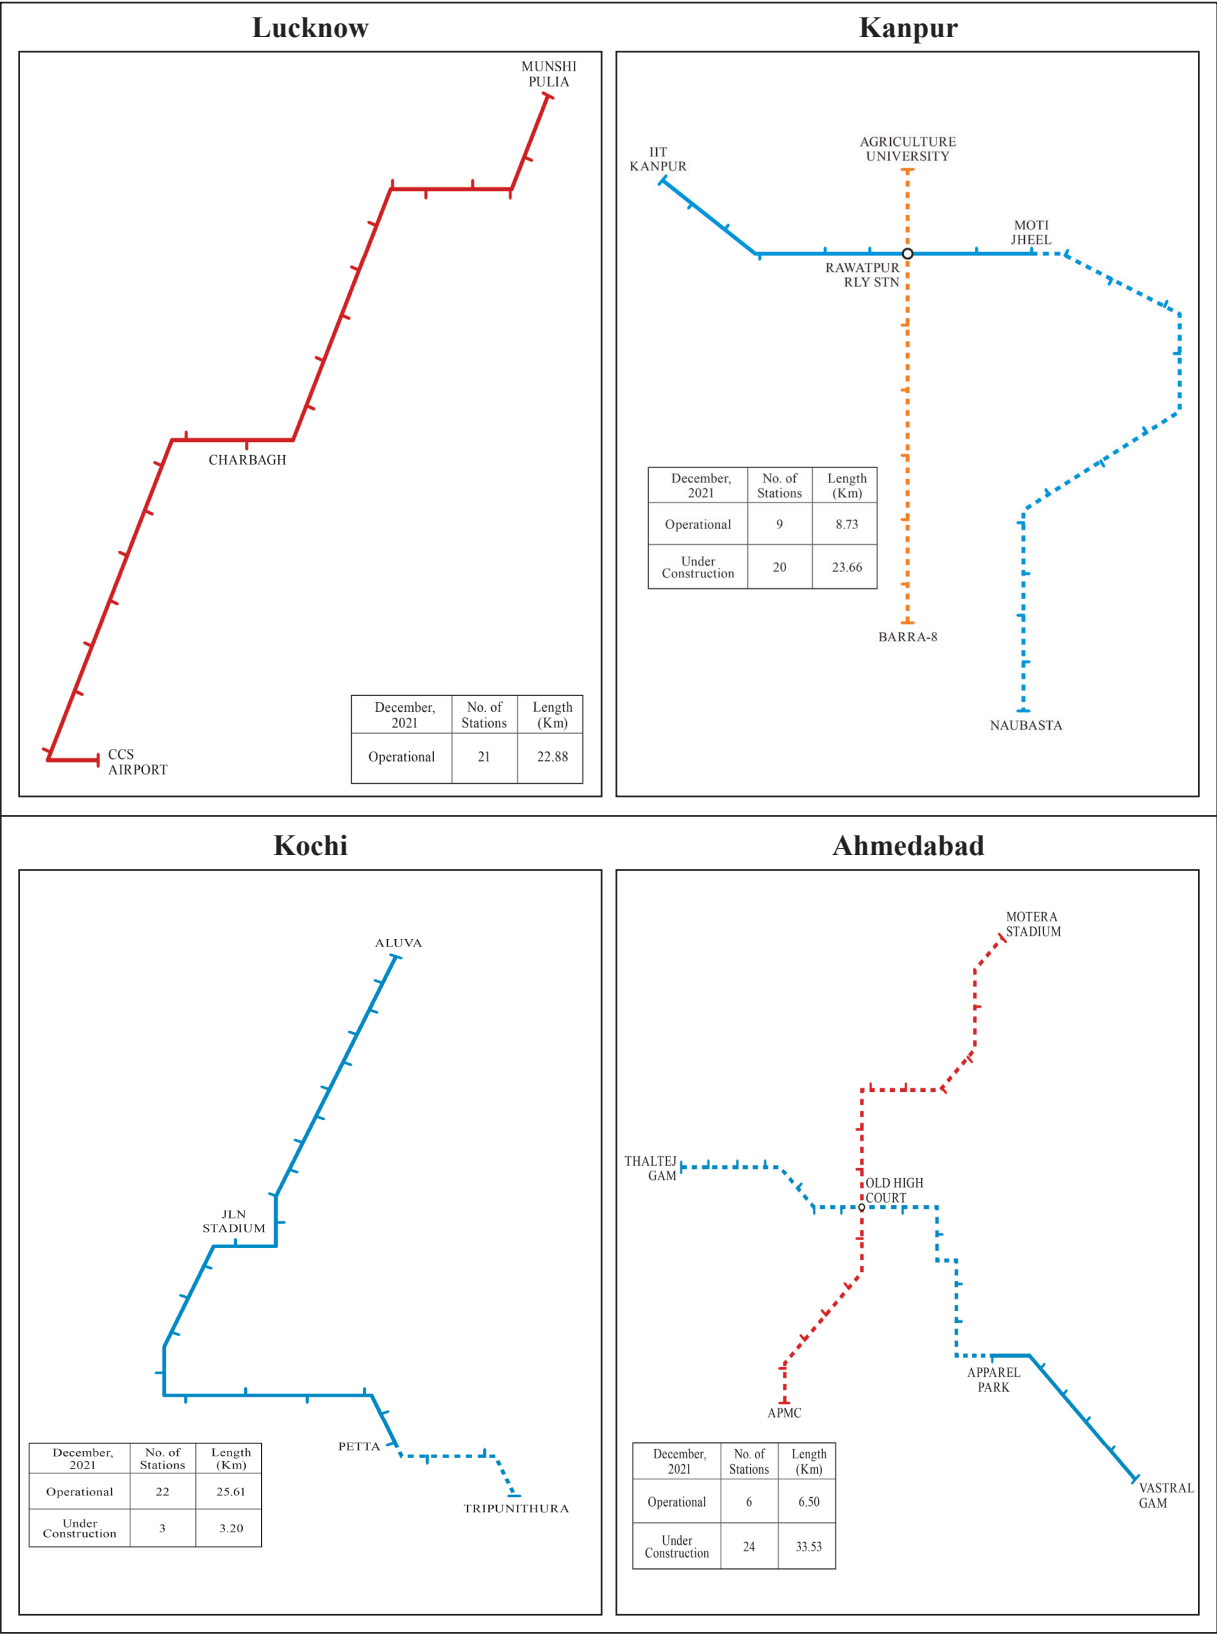 Lucknow
MUNSHI
PULIA
CHARBAGH
CCS
AIRPORT
December,
2021
No. of
Stations
Length
(Km)
Operational
21
22.88
Kanpur
IIT
KANPUR
AGRICULTURE
UNIVERSITY
MOTI
JHEEL
RAWATPUR
RLY STN
December,
2021
No. of
Stations
Length
(Km)
Operational
9
8.73
Under
Construction
20
23.66
BARRA-8
NAUBASTA
Kochi
ALUVA
JLN
STADIUM
PETTA
TRIPUNITHURA
December,
2021
No. of
Stations
Length
(Km)
Operational
22
25.61
Under
Construction
3
3.20
Ahmedabad
MOTERA
STADIUM
THALTEJ
GAM
OLD HIGH
COURT
APPAREL
PARK
APMC
VASTRAL
GAM
December,
2021
No. of
Stations
Length
(Km)
Operational
6
6.50
Under
Construction
24
33.53